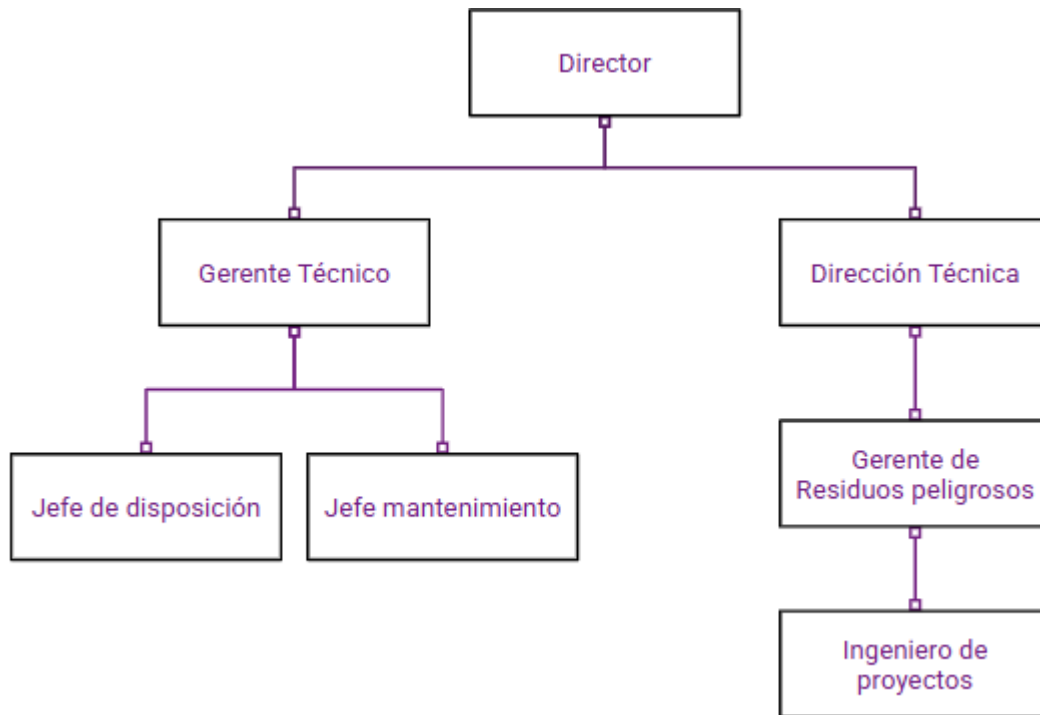 Director
Gerente Técnico
Dirección Técnica
Jefe de disposición
Jefe mantenimiento
Gerente de
Residuos peligrosos
Ingeniero de
proyectos